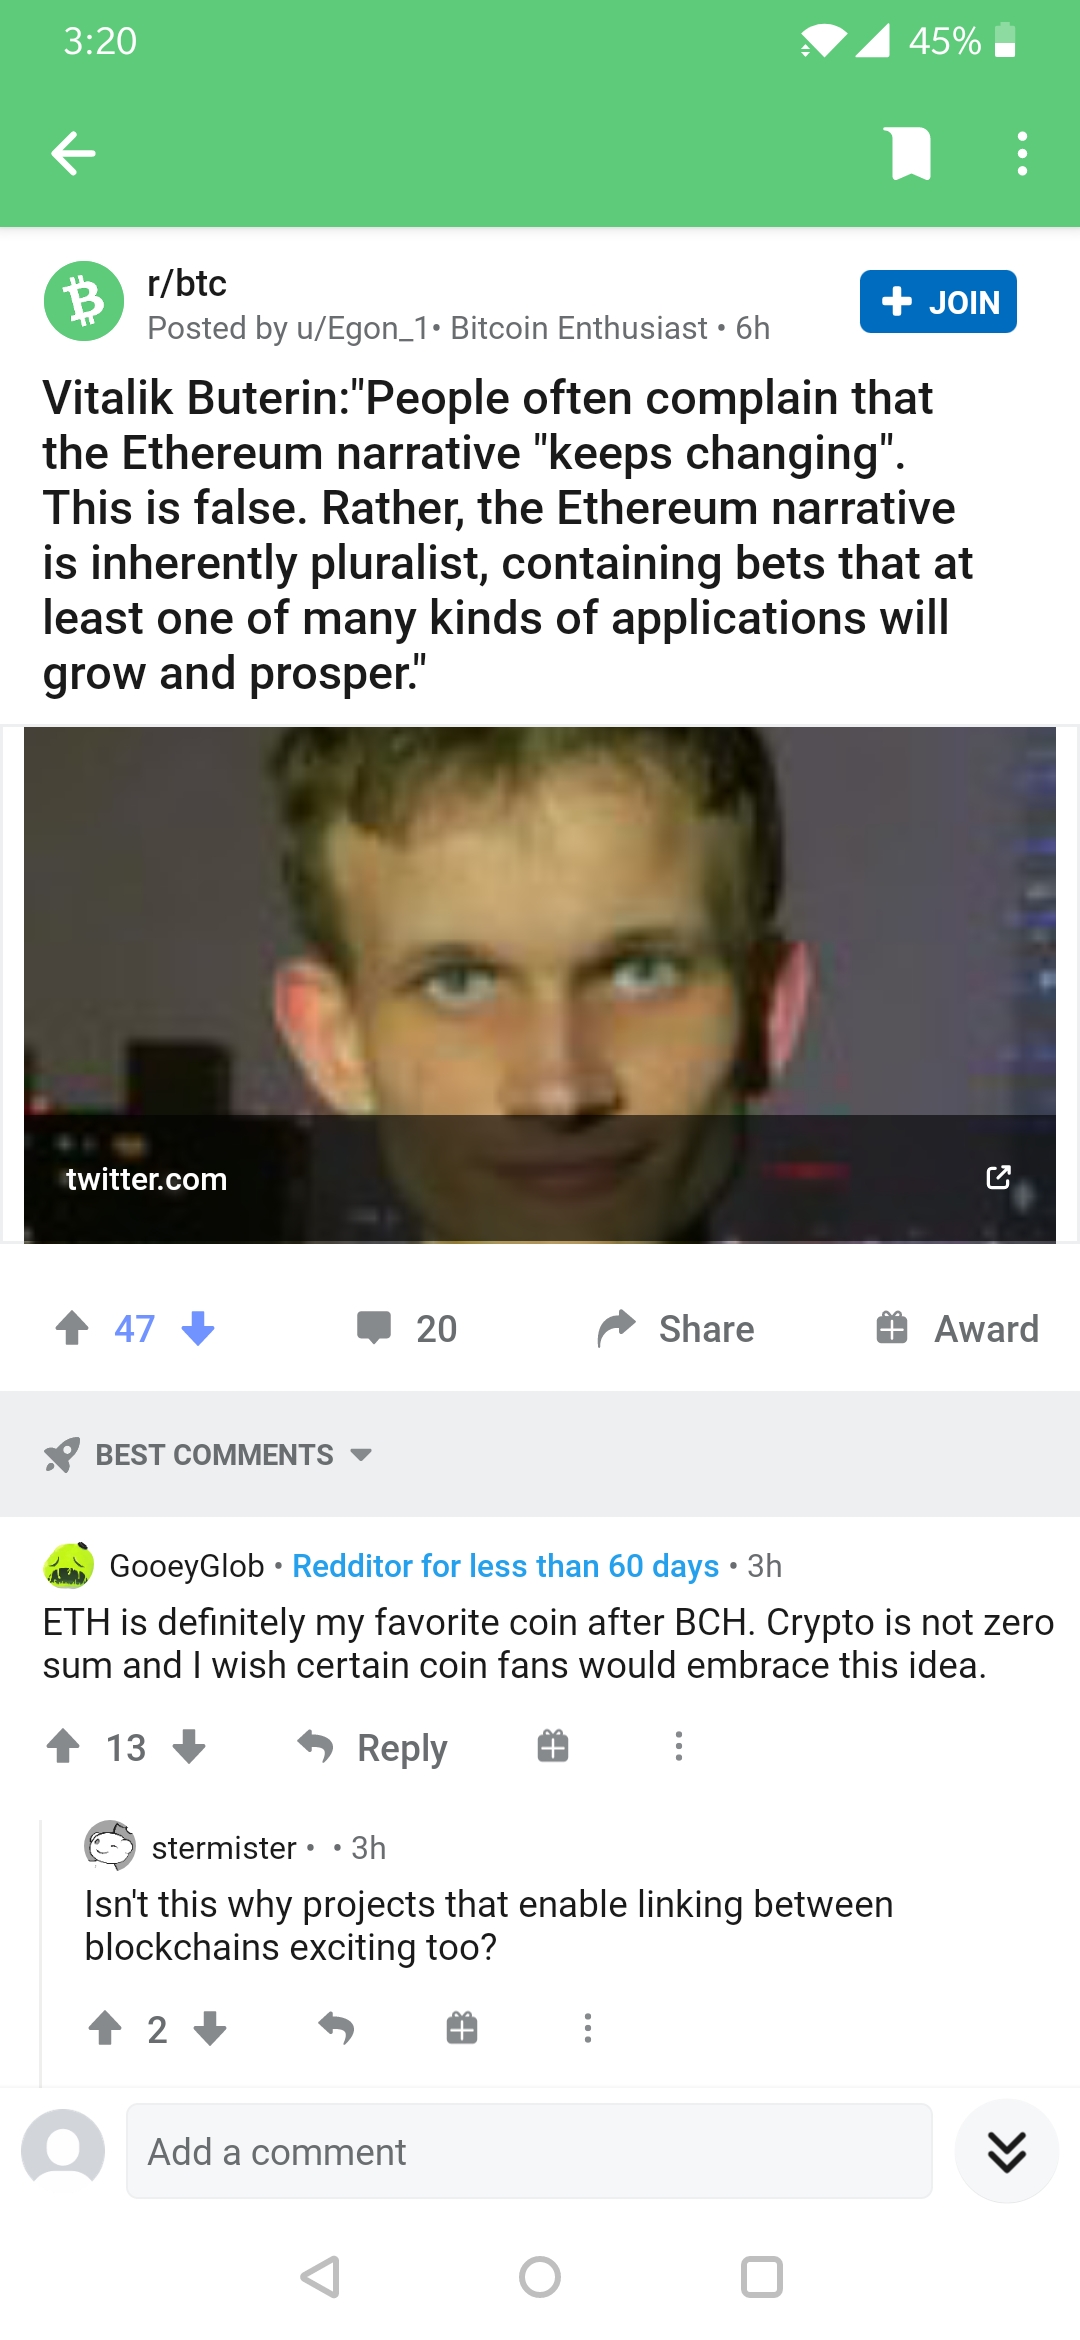 3:20
45%
r/btc
Posted by u/Egon_1• Bitcoin Enthusiast • 6h
JOIN
Vitalik Buterin:"People often complain that
the Ethereum narrative "keeps changing".
This is false. Rather, the Ethereum narrative
is inherently pluralist, containing bets that at
least one of many kinds of applications will
grow and prosper."
twitter.com
47
20
Share
Award
BEST COMMENTS
GooeyGlob • Redditor for less than 60 days • 3h
ETH is definitely my favorite coin after BCH. Crypto is not zero
sum and I wish certain coin fans would embrace this idea.
13
Reply
stermister • • 3h
Isn't this why projects that enable linking between
blockchains exciting too?
2
Add a comment